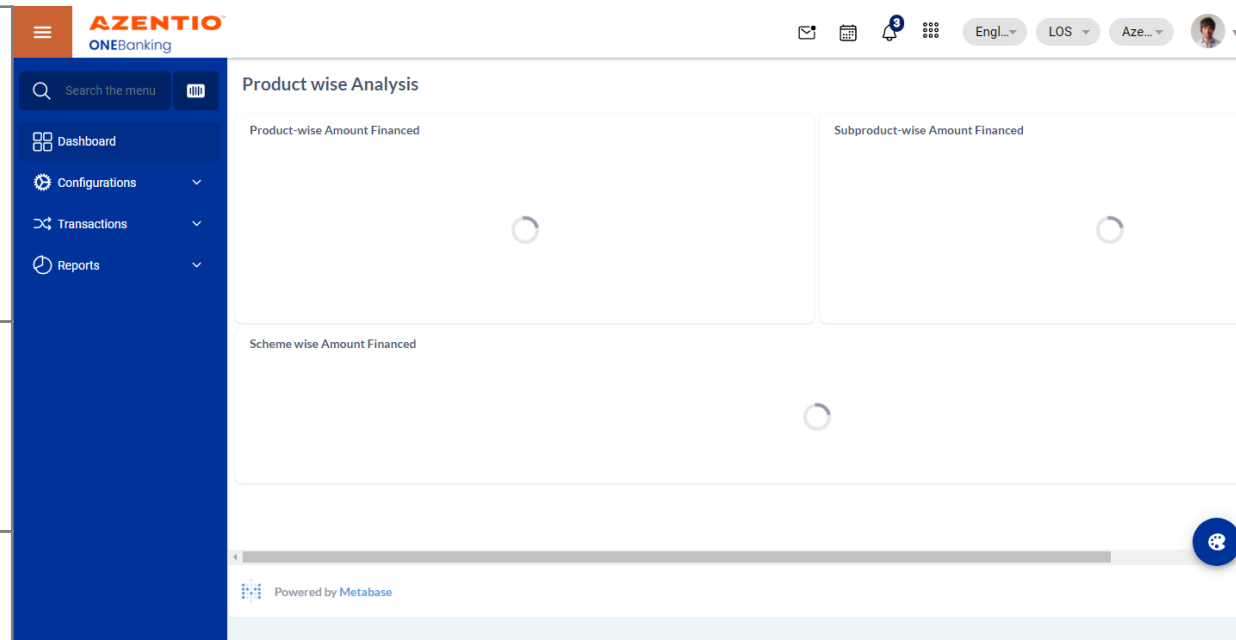 AZENTIO
ONEBanking
3
Engl...
LOS
Aze...
Search the menu
Dashboard
Configurations
Transactions
Reports
Product wise Analysis
Product-wise Amount Financed
Subproduct-wise Amount Financed
Scheme wise Amount Financed
Powered by Metabase